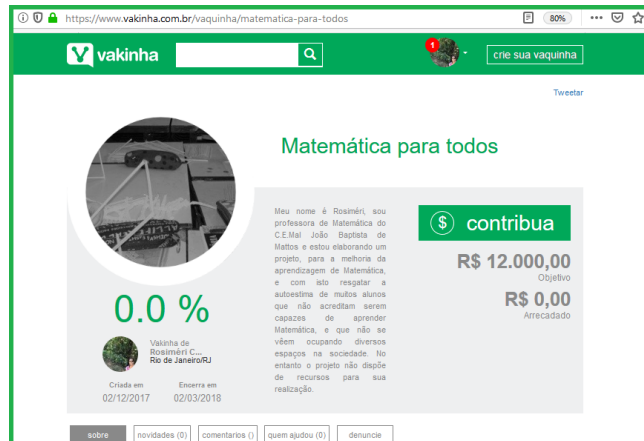 https://www.vakinha.com.br/vaquinha/matematica-para-todos
80%
vakinha
1
crie sua vaquinha
Tweetar
Matemática para todos
Meu nome é Rosiméri, sou
professora de Matemática do
C.E.Mal João Baptista de
Mattos e estou elaborando um
projeto, para a melhoria da
aprendizagem de Matemática,
e com isto resgatar a
autoestima de muitos alunos
que não acreditam serem
capazes de aprender
Matemática, e que não se
vêem ocupando diversos
espaços na sociedade. No
entanto o projeto não dispõe
de recursos para sua
realização.
$ contribua
R$ 12.000,00
Objetivo
R$ 0,00
Arrecadado
0.0 %
Vakinha de
Rosiméri C...
Rio de Janeiro/RJ
Criada em
02/12/2017
Encerra em
02/03/2018
sobre
novidades (0)
comentarios ()
quem ajudou (0)
denuncie